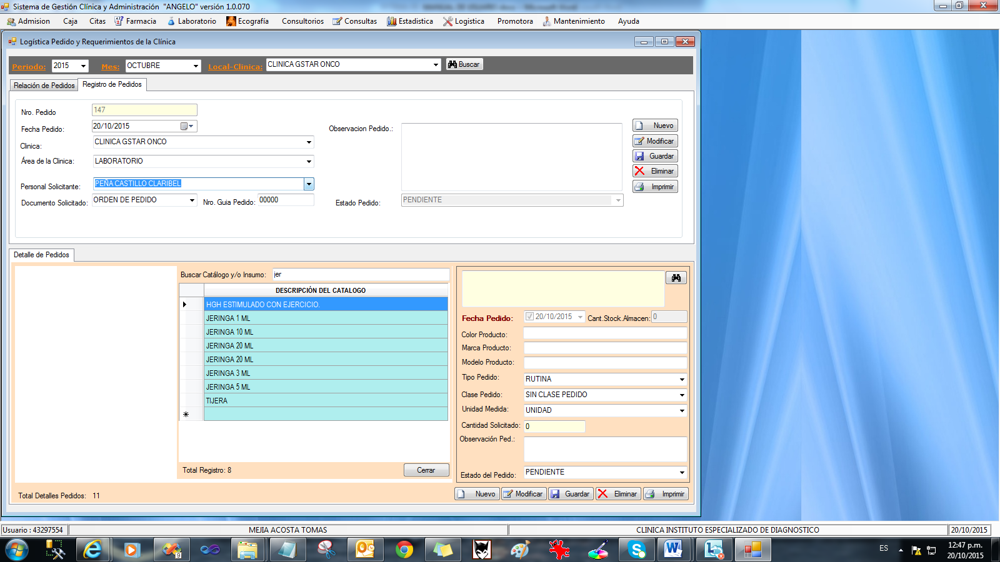 Sistema de Gestión Clínica y Administración "ANGELO" versión 1.0.070
Admision Caja Citas Farmacia Laboratorio Ecografía Consultorios Consultas Estadistica Logistica Promotora Mantenimiento Ayuda
Logística Pedido y Requerimientos de la Clínica
Periodo: 2015 Mes: OCTUBRE Local-Clinica: CLINICA GSTAR ONCO Buscar
Relación de Pedidos Registro de Pedidos
Nro. Pedido 147
Fecha Pedido: 20/10/2015
Clinica: CLINICA GSTAR ONCO
Área de la Clinica: LABORATORIO
Personal Solicitante: PEÑA CASTILLO CLARIBEL
Documento Solicitado: ORDEN DE PEDIDO Nro. Guia Pedido: 00000
Observacion Pedido.:
Estado Pedido: PENDIENTE
Nuevo
Modificar
Guardar
Eliminar
Imprimir
Detalle de Pedidos
Buscar Catálogo y/o Insumo: jer
DESCRIPCIÓN DEL CATALOGO
HGH ESTIMULADO CON EJERCICIO.
JERINGA 1 ML
JERINGA 10 ML
JERINGA 20 ML
JERINGA 20 ML
JERINGA 3 ML
JERINGA 5 ML
TIJERA
Total Registro: 8 Cerrar
Fecha Pedido: 20/10/2015 Cant.Stock.Almacen: 0
Color Producto:
Marca Producto:
Modelo Producto:
Tipo Pedido: RUTINA
Clase Pedido: SIN CLASE PEDIDO
Unidad Medida: UNIDAD
Cantidad Solicitado: 0
Observación Ped.:
Estado del Pedido: PENDIENTE
Total Detalles Pedidos: 11
Nuevo Modificar Guardar Eliminar Imprimir
Usuario : 43297554 MEJIA ACOSTA TOMAS CLINICA INSTITUTO ESPECIALIZADO DE DIAGNOSTICO 20/10/2015
9
ES 12:47 p.m.
20/10/2015